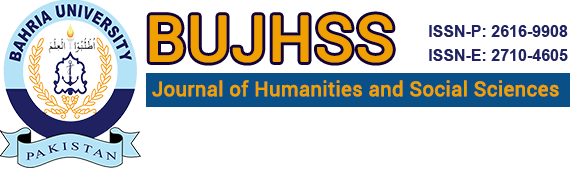 BAHRIA UNIVERSITY
اطلبوا العلم
PAKISTAN
BUJHSS
ISSN-P: 2616-9908
ISSN-E: 2710-4605
Journal of Humanities and Social Sciences